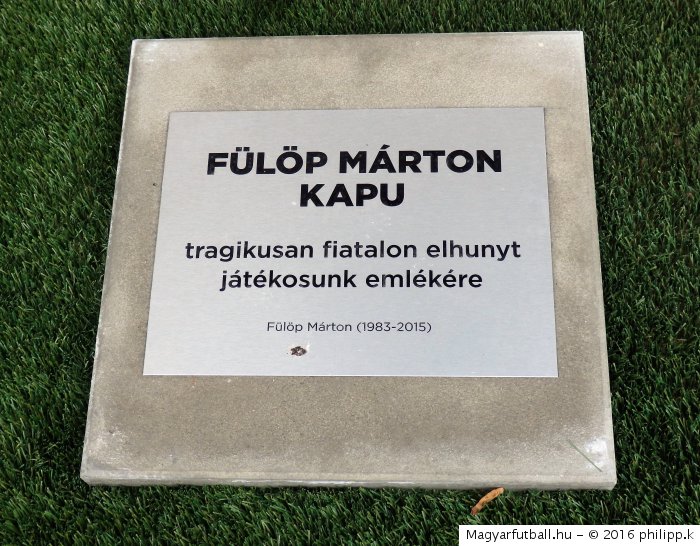 FÜLÖP MÁRTON
KAPU
tragikusan fiatalon elhunyt
játékosunk emlékére
Fülöp Márton (1983-2015)
Magyarfutball.hu – © 2016 philipp.k